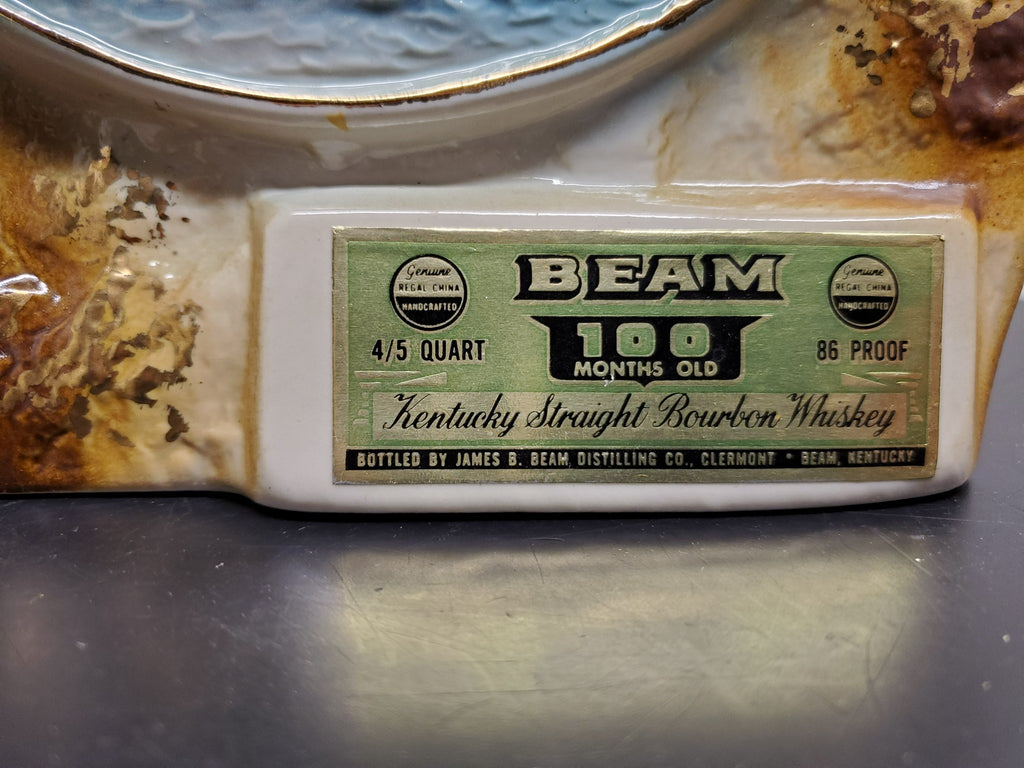 Genuine
REGAL CHINA
HANDCRAFTED
BEAM
Genuine
REGAL CHINA
HANDCRAFTED
4/5 QUART
100
MONTHS OLD
86 PROOF
Kentucky Straight Bourbon Whiskey
BOTTLED BY JAMES B. BEAM DISTILLING CO., CLERMONT • BEAM, KENTUCKY